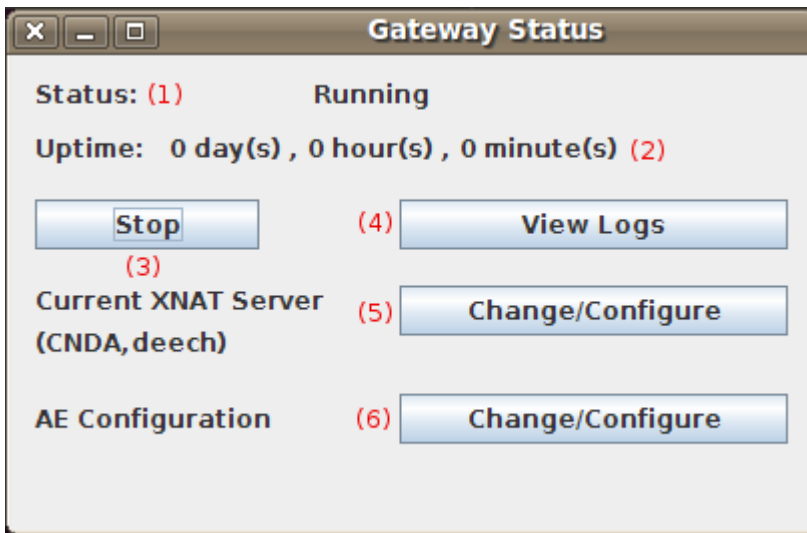 Gateway Status
Status: (1) Running
Uptime: 0 day(s) , 0 hour(s) , 0 minute(s) (2)
Stop (4) View Logs
(3)
Current XNAT Server (5) Change/Configure
(CNDA,deech)
AE Configuration (6) Change/Configure